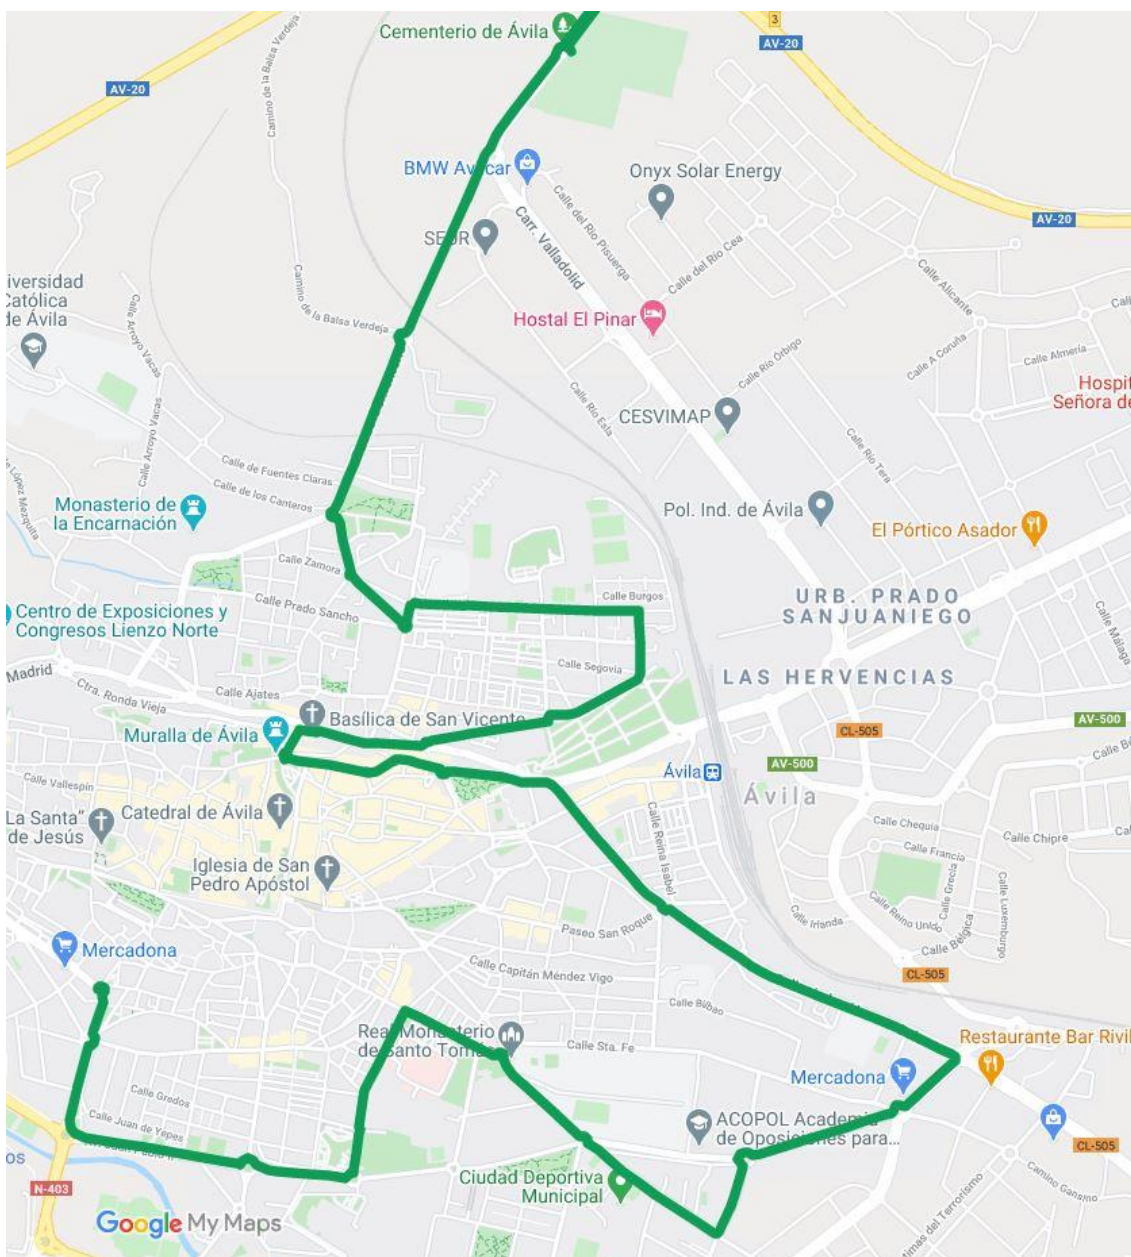 Cementerio de Ávila
3
AV-20
AV-20
Camino de la Balsa Verdeja
BMW
Onyx Solar Energy
Calle del Río Pisuerga
Carr. Valladolid
SEUR
Calle del Río Cea
AV-20
Calle Alicante
Católica
de Ávila
Calle Arroyo Vacas
Camino de la Balsa Verdeja
Hostal El Pinar
Calle Río Órbigo
Calle A Coruña
Calle Almería
Calle Arroyo Vacas
Calle Río Esla
CESVIMAP
Señora de
Calle Río Tera
Calle de Fuentes Claras
Calle de los Canteros
Monasterio de
la Encarnación
Pol. Ind. de Ávila
El Pórtico Asador
Calle Zamora
Calle Prado Sancho
Calle Burgos
URB. PRADO
SANJUANIEGO
Centro de Exposiciones y
Congresos Lienzo Norte
Calle Málaga
Madrid
Calle Segovia
LAS HERVENCIAS
Ctra. Ronda Vieja
Calle Ajates
Basílica de San Vicente
Muralla de Ávila
CL-505
AV-500
AV-500
Calle Vallespín
Ávila
Ávila
Catedral de Ávila
La Santa”
de Jesús
Calle Reina Isabel
Calle Chequia
Calle Chipre
Calle Francia
Calle Grecia
Calle Luxemburgo
Iglesia de San
Pedro Apóstol
Calle Reino Unido
Calle Irlanda
Calle Bélgica
Paseo San Roque
Mercadona
Calle Capitán Méndez Vigo
CL-505
Calle Bilbao
Real Monasterio
de Santo Tomás
Calle Sta. Fe
Restaurante Bar
Mercadona
Calle Gredos
Calle Juan de Yepes
ACOPOL Academia
de Oposiciones para...
CL-505
Ciudad Deportiva
Municipal
Camino Gansino
N-403
Google My Maps